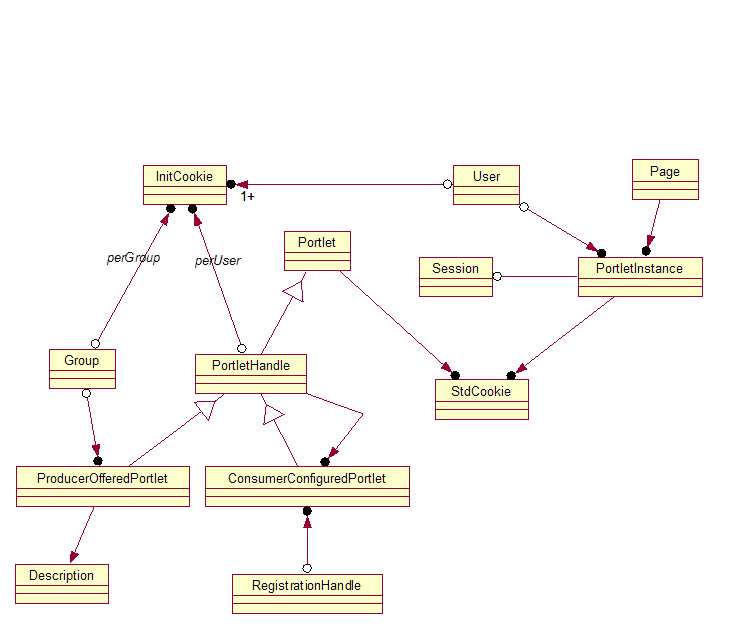 Page
InitCookie
User
1+
Portlet
perGroup
perUser
Session
PortletInstance
Group
PortletHandle
StdCookie
ProducerOfferedPortlet
ConsumerConfiguredPortlet
Description
RegistrationHandle